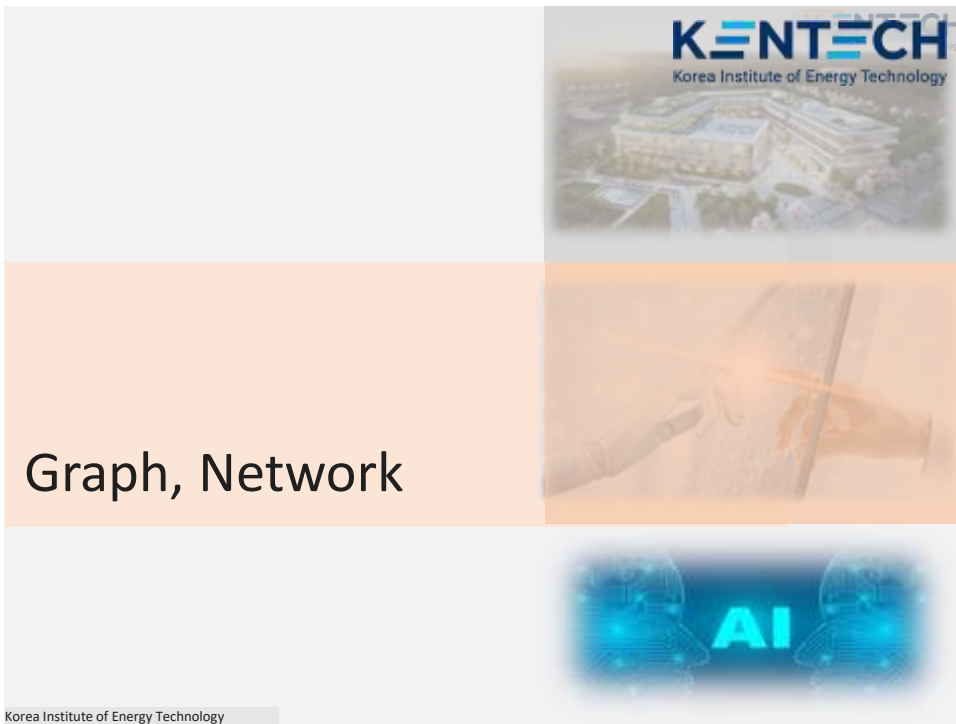 KENTECH
Korea Institute of Energy Technology
Graph, Network
AI
Korea Institute of Energy Technology